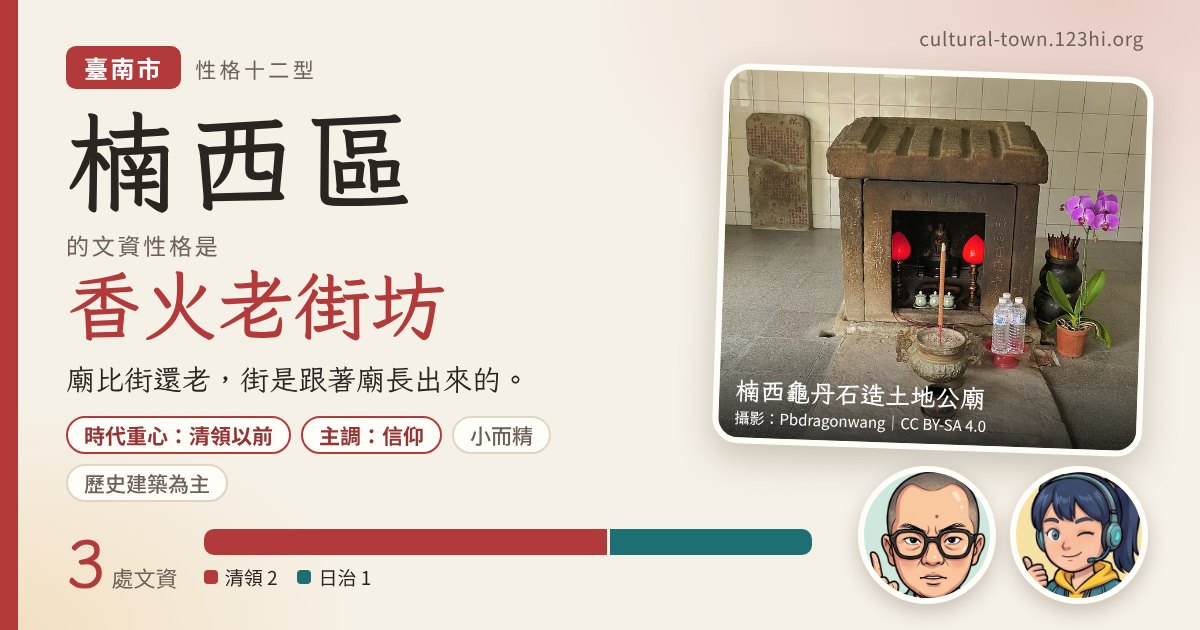 臺南市 性格十二型
cultural-town.123hi.org
楠西區
的文資性格是
香火老街坊
廟比街還老，街是跟著廟長出來的。
時代重心：清領以前 主調：信仰 小而精
歷史建築為主
3 處文資
清領 2 日治 1
楠西龜丹石造土地公廟
攝影：Pbdragonwang｜CC BY-SA 4.0